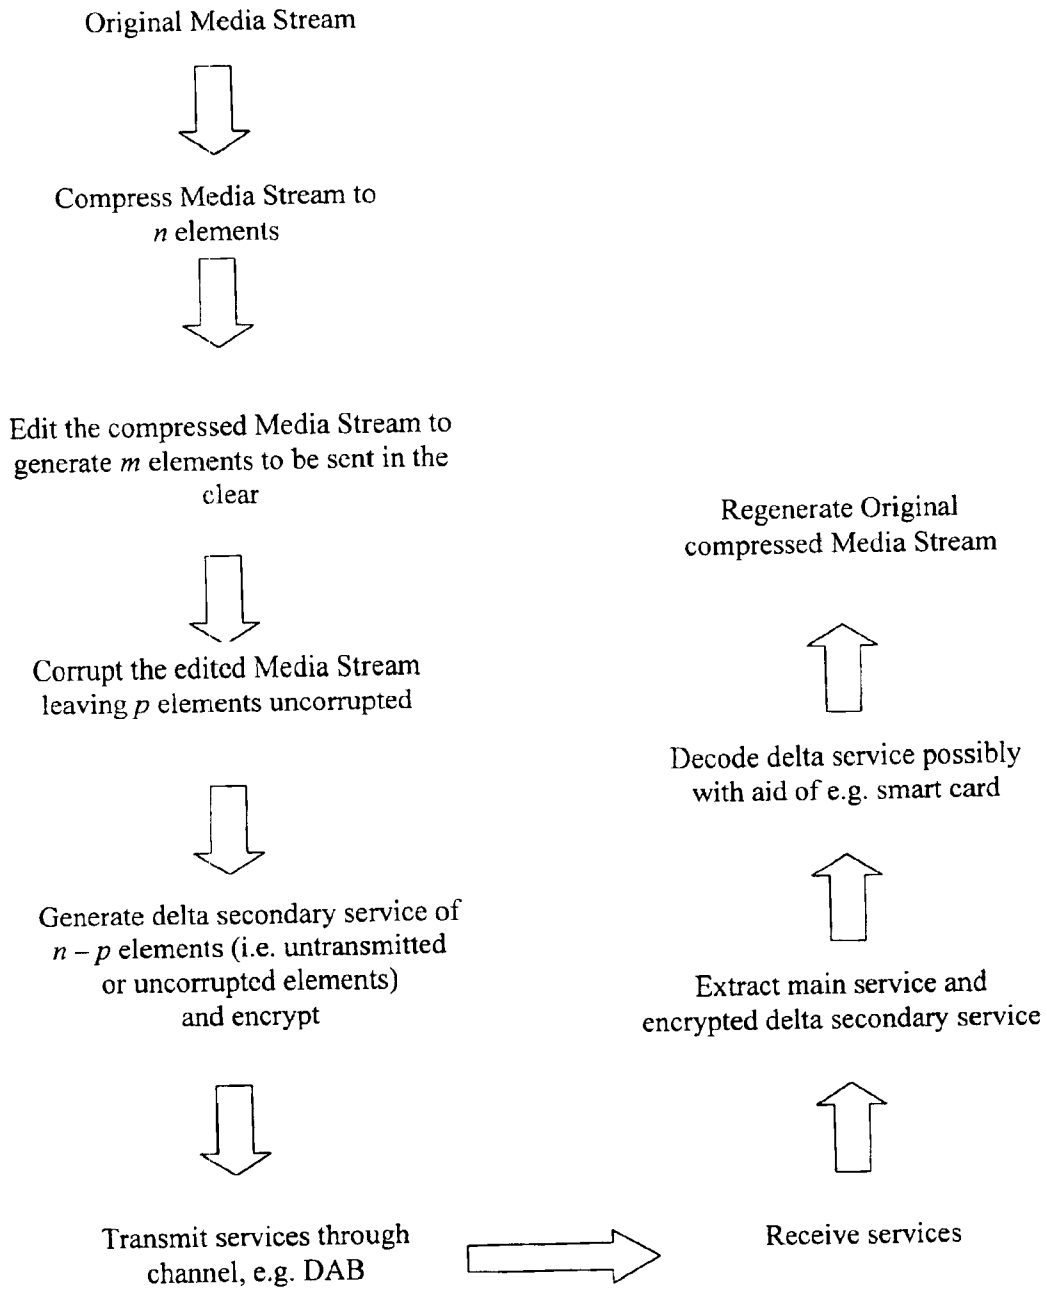 Original Media Stream
Compress Media Stream to
n elements
Edit the compressed Media Stream to
generate m elements to be sent in the
clear
Corrupt the edited Media Stream
leaving p elements uncorrupted
Generate delta secondary service of
n – p elements (i.e. untransmitted
or uncorrupted elements)
and encrypt
Transmit services through
channel, e.g. DAB
Receive services
Extract main service and
encrypted delta secondary service
Decode delta service possibly
with aid of e.g. smart card
Regenerate Original
compressed Media Stream